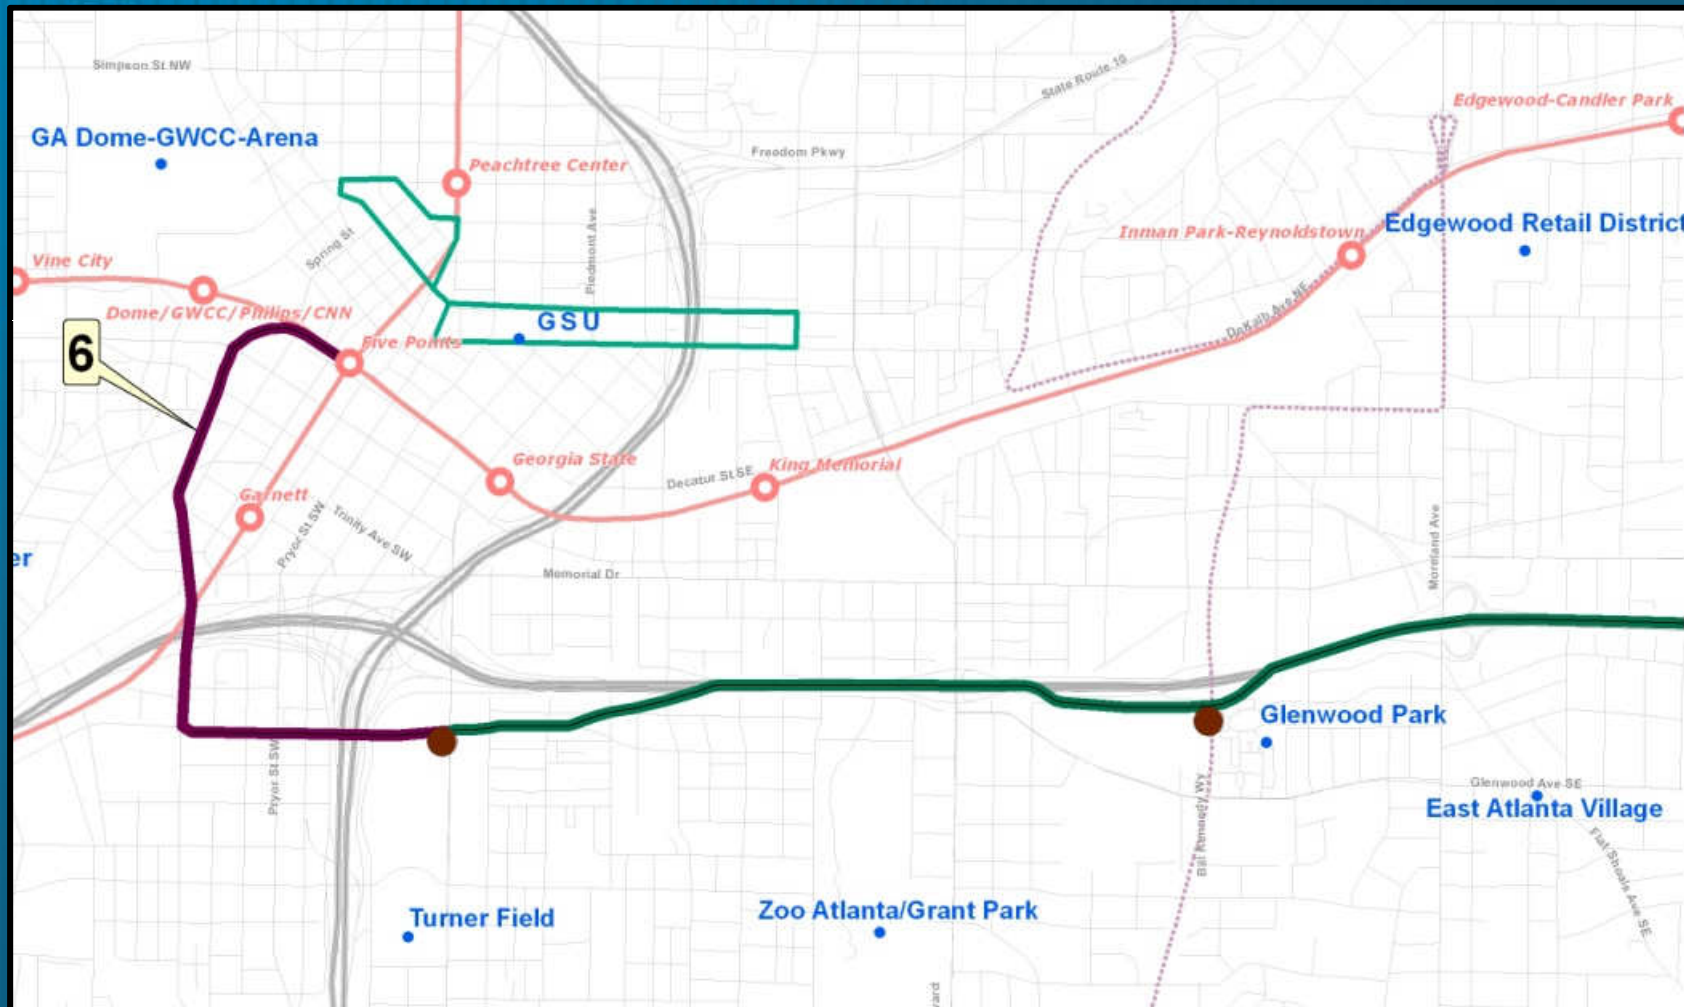 Simpson St NW
State Route 10
Edgewood-Candler Park
GA Dome-GWCC-Arena
Peachtree Center
Freedom Pkwy
Piedmont Ave
Spring St
Inman Park-Reynoldstown
Edgewood Retail District
Vine City
Dome/GWCC/Philips/CNN
GSU
DeKalb Ave NE
6
Five Points
Georgia State
Decatur St SE
King Memorial
Garnett
Pryor St SW
Trinity Ave SW
Moreland Ave
er
Memorial Dr
Glenwood Park
Pryor St SW
Bill Kennedy Wy
Glenwood Ave SE
East Atlanta Village
Flat Shoals Ave SE
Turner Field
Zoo Atlanta/Grant Park
vard